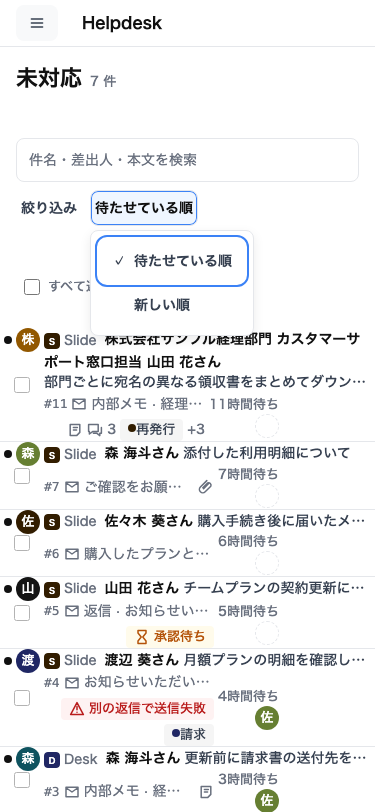 Helpdesk
未対応 7 件
件名・差出人・本文を検索
絞り込み 待たせている順
✓ 待たせている順
新しい順
すべて
株 S Slide 株式会社サンプル経理部門 カスタマーサ
ポート窓口担当 山田 花さん
部門ごとに宛名の異なる領収書をまとめてダウン…
#11 内部メモ · 経理… 11時間待ち
3 再発行 +3
森 S Slide 森 海斗さん 添付した利用明細について
7時間待ち
#7 ご確認をお願…
佐 S Slide 佐々木 葵さん 購入手続き後に届いたメ…
6時間待ち
#6 購入したプランと…
山 S Slide 山田 花さん チームプランの契約更新に…
#5 返信 · お知らせい… 5時間待ち
承認待ち
渡 S Slide 渡辺 葵さん 月額プランの明細を確認し…
#4 お知らせいただい…
4時間待ち
別の返信で送信失敗
佐
請求
森 D Desk 森 海斗さん 更新前に請求書の送付先を…
3時間待ち
#3 内部メモ · 経…
佐